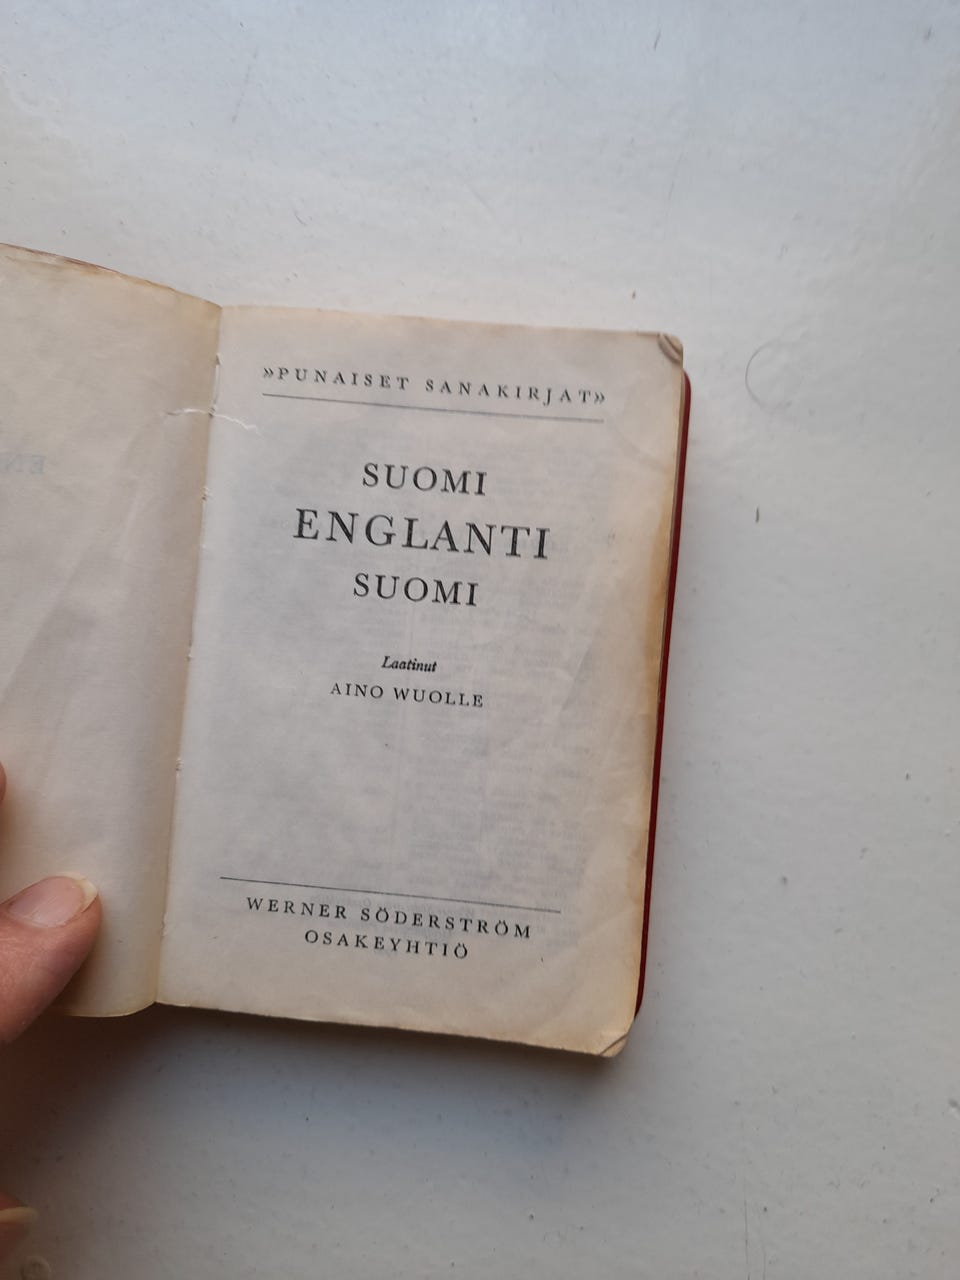 »PUNAISET SANAKIRJAT»
SUOMI
ENGLANTI
SUOMI
Laatinut
AINO WUOLLE
WERNER SÖDERSTRÖM
OSAKEYHTIÖ